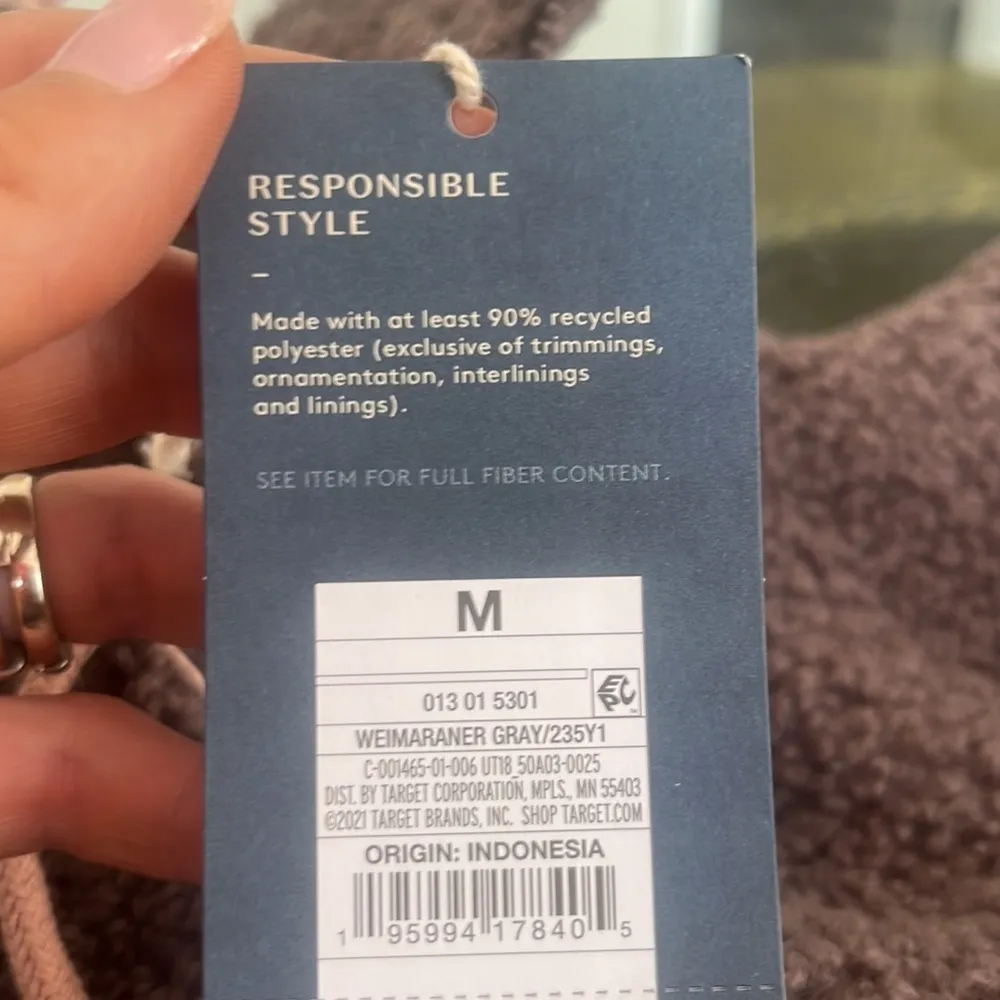 RESPONSIBLE
STYLE
–
Made with at least 90% recycled
polyester (exclusive of trimmings,
ornamentation, interlinings
and linings).
SEE ITEM FOR FULL FIBER CONTENT.
M
013 01 5301
EPC
WEIMARANER GRAY/235Y1
C-001465-01-006 UT18_50A03-0025
DIST. BY TARGET CORPORATION, MPLS., MN 55403
©2021 TARGET BRANDS, INC. SHOP TARGET.COM
ORIGIN: INDONESIA
1 95994 17840 5